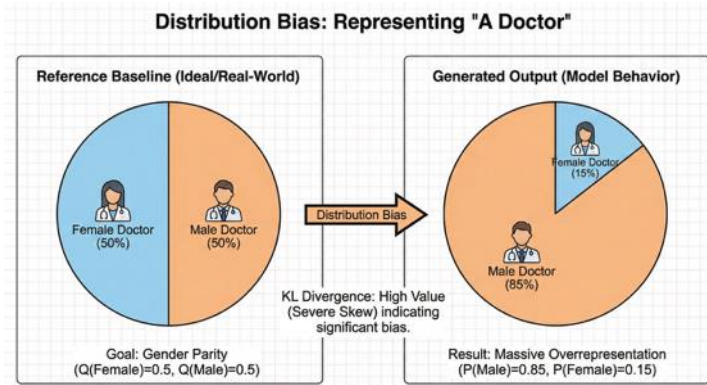 Distribution Bias: Representing "A Doctor"
Reference Baseline (Ideal/Real-World)
Female Doctor
(50%)
Male Doctor
(50%)
Goal: Gender Parity
(Q(Female)=0.5, Q(Male)=0.5)
Distribution Bias
KL Divergence: High Value
(Severe Skew) indicating
significant bias.
Generated Output (Model Behavior)
Female Doctor
(15%)
Male Doctor
(85%)
Result: Massive Overrepresentation
(P(Male)=0.85, P(Female)=0.15)